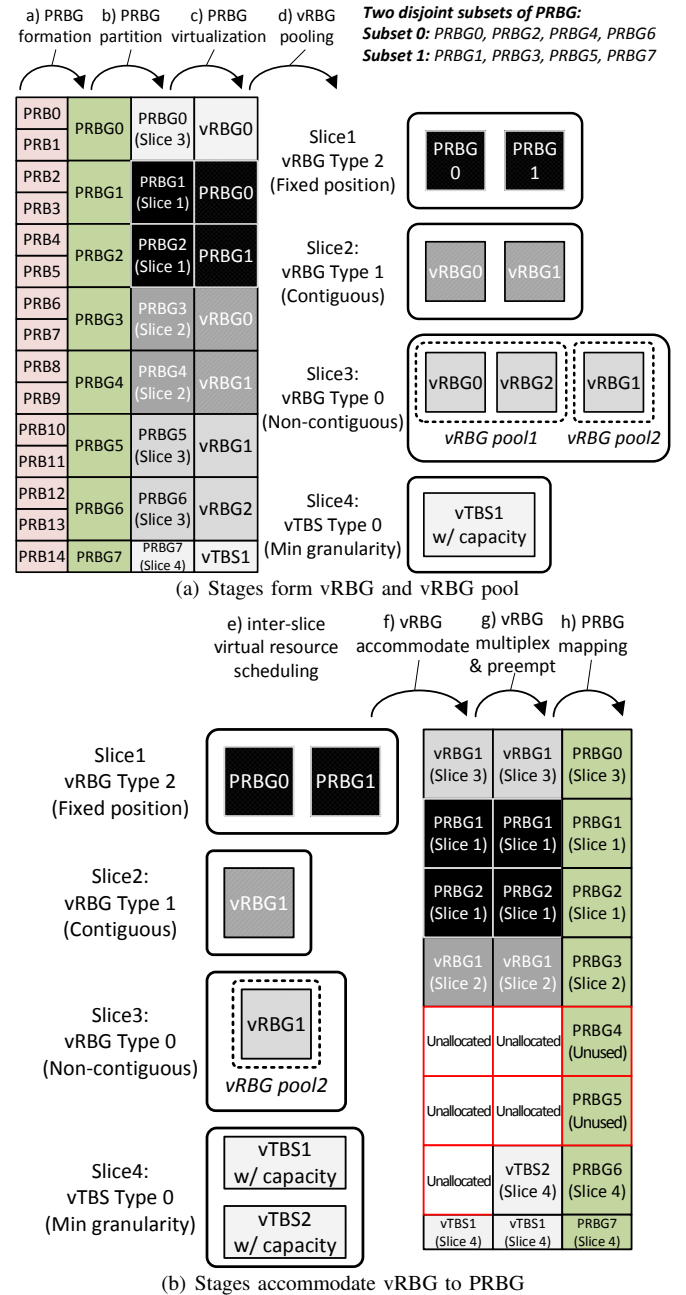 a) PRBG formation
b) PRBG partition
c) PRBG virtualization
d) vRBG pooling
Two disjoint subsets of PRBG:
Subset 0: PRBG0, PRBG2, PRBG4, PRBG6
Subset 1: PRBG1, PRBG3, PRBG5, PRBG7
PRB0
PRB1
PRB2
PRB3
PRB4
PRB5
PRB6
PRB7
PRB8
PRB9
PRB10
PRB11
PRB12
PRB13
PRB14
PRBG0
PRBG1
PRBG2
PRBG3
PRBG4
PRBG5
PRBG6
PRBG7
PRBG0
(Slice 3)
PRBG1
(Slice 1)
PRBG2
(Slice 1)
PRBG3
(Slice 2)
PRBG4
(Slice 2)
PRBG5
(Slice 3)
PRBG6
(Slice 3)
PRBG7
(Slice 4)
vRBG0
PRBG0
PRBG1
vRBG0
vRBG1
vRBG1
vRBG2
vTBS1
Slice1
vRBG Type 2
(Fixed position)
PRBG
0
PRBG
1
Slice2:
vRBG Type 1
(Contiguous)
vRBG0
vRBG1
Slice3:
vRBG Type 0
(Non-contiguous)
vRBG0
vRBG2
vRBG1
vRBG pool1
vRBG pool2
Slice4:
vTBS Type 0
(Min granularity)
vTBS1
w/ capacity
(a) Stages form vRBG and vRBG pool
e) inter-slice
virtual resource
scheduling
f) vRBG
accommodate
g) vRBG
multiplex
& preempt
h) PRBG
mapping
Slice1
vRBG Type 2
(Fixed position)
PRBG0
PRBG1
Slice2:
vRBG Type 1
(Contiguous)
vRBG1
Slice3:
vRBG Type 0
(Non-contiguous)
vRBG1
vRBG pool2
Slice4:
vTBS Type 0
(Min granularity)
vTBS1
w/ capacity
vTBS2
w/ capacity
vRBG1
(Slice 3)
PRBG1
(Slice 1)
PRBG2
(Slice 1)
vRBG1
(Slice 2)
Unallocated
Unallocated
Unallocated
vTBS1
(Slice 4)
vRBG1
(Slice 3)
PRBG1
(Slice 1)
PRBG2
(Slice 1)
vRBG1
(Slice 2)
Unallocated
Unallocated
vTBS2
(Slice 4)
vTBS1
(Slice 4)
PRBG0
(Slice 3)
PRBG1
(Slice 1)
PRBG2
(Slice 1)
PRBG3
(Slice 2)
PRBG4
(Unused)
PRBG5
(Unused)
PRBG6
(Slice 4)
PRBG7
(Slice 4)
(b) Stages accommodate vRBG to PRBG